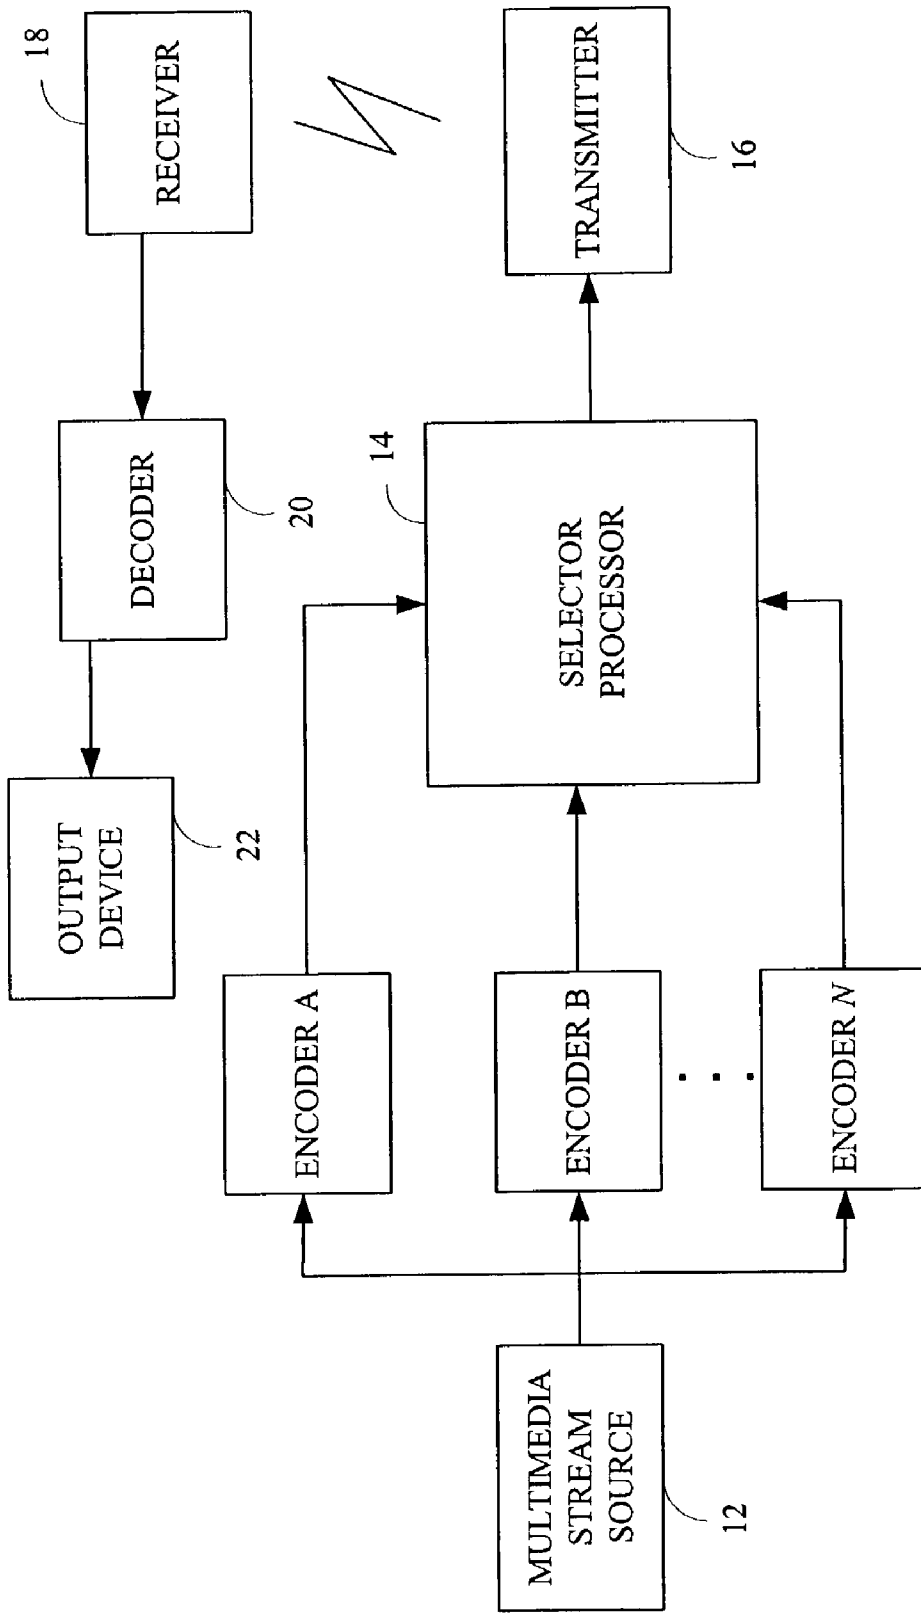 OUTPUT
DEVICE
22
DECODER
20
RECEIVER
18
ENCODER A
14
SELECTOR
PROCESSOR
MULTIMEDIA
STREAM
SOURCE
12
ENCODER B
. . .
ENCODER N
TRANSMITTER
16